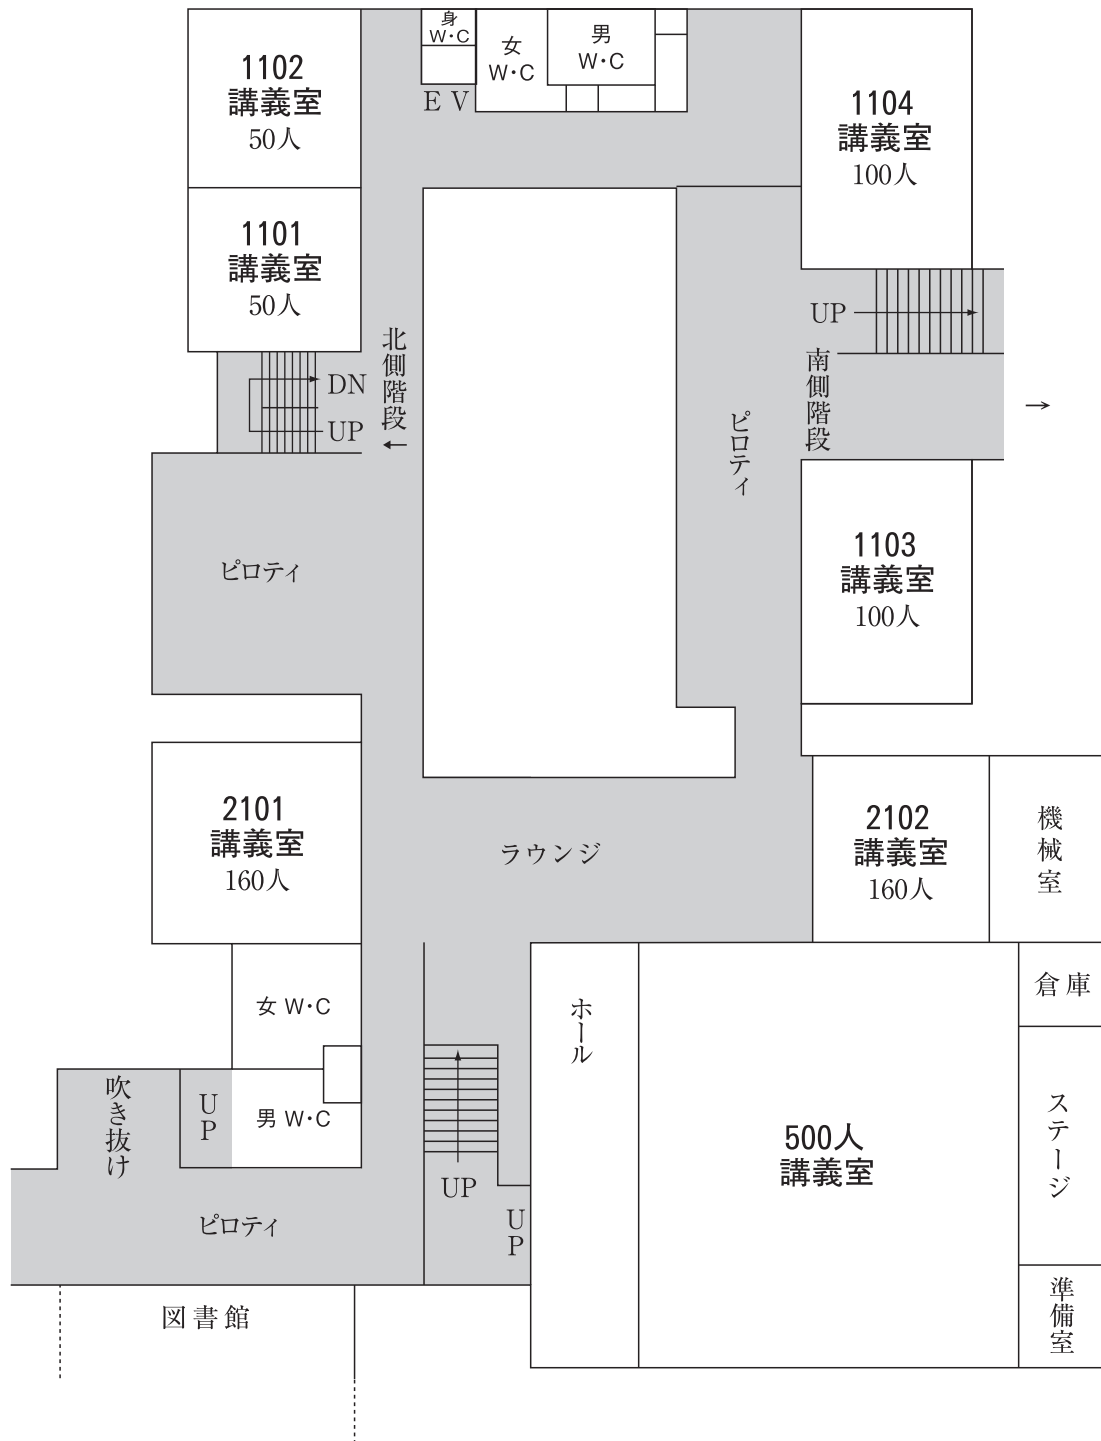 1102
講義室
50人
身
W・C
E V
女
W・C
男
W・C
1104
講義室
100人
1101
講義室
50人
UP
南側階段
→
北側階段
←
DN
UP
ピロティ
ピロティ
1103
講義室
100人
2101
講義室
160人
ラウンジ
2102
講義室
160人
機械室
女 W・C
男 W・C
吹き抜け
UP
ピロティ
UP
UP
ホール
500人
講義室
倉庫
ステージ
準備室
図書館